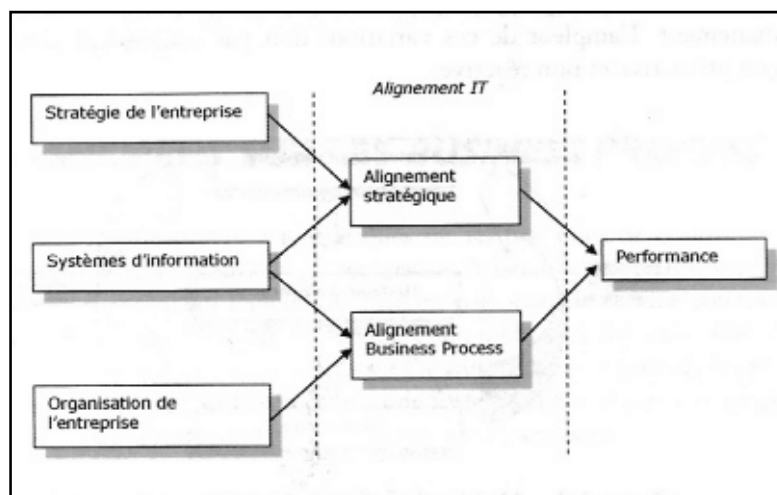 Alignement IT
Stratégie de l'entreprise
Alignement
stratégique
Systèmes d'information
Performance
Alignement
Business Process
Organisation de
l'entreprise